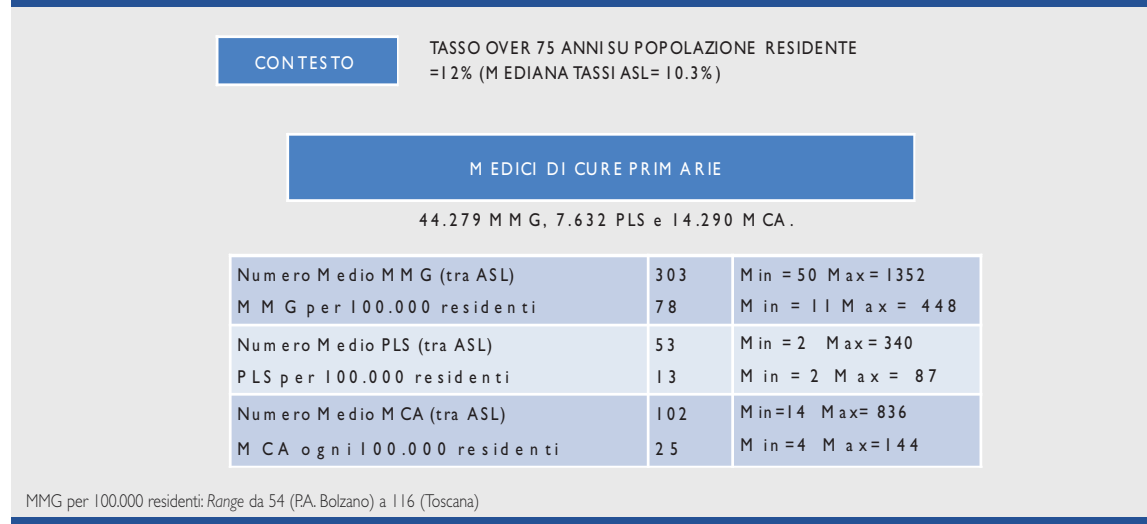 CONTESTO
TASSO OVER 75 ANNI SU POPOLAZIONE RESIDENTE
=12% (MEDIANA TASSI ASL= 10.3%)
MEDICI DI CURE PRIMARIE
44.279 MMG, 7.632 PLS e 14.290 MCA.
Numero Medio MMG (tra ASL) 303 Min =50 Max= 1352
MMG per 100.000 residenti 78 Min = 11 Max = 448
Numero Medio PLS (tra ASL) 53 Min =2 Max= 340
PLS per 100.000 residenti 13 Min = 2 Max = 87
Numero Medio MCA (tra ASL) 102 Min=14 Max= 836
MCA ogni 100.000 residenti 25 Min =4 Max=144
MMG per 100.000 residenti: Range da 54 (P.A. Bolzano) a 116 (Toscana)